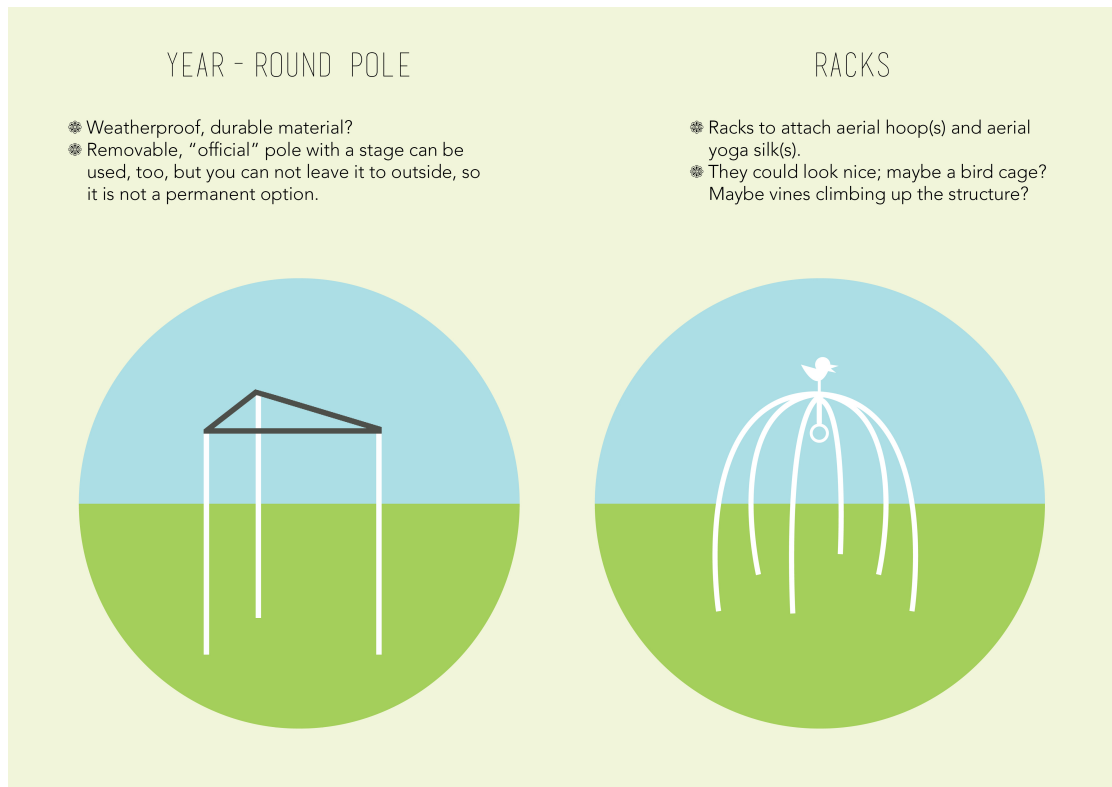 YEAR - ROUND POLE
Weatherproof, durable material?
Removable, “official” pole with a stage can be
used, too, but you can not leave it to outside, so
it is not a permanent option.
RACKS
Racks to attach aerial hoop(s) and aerial
yoga silk(s).
They could look nice; maybe a bird cage?
Maybe vines climbing up the structure?